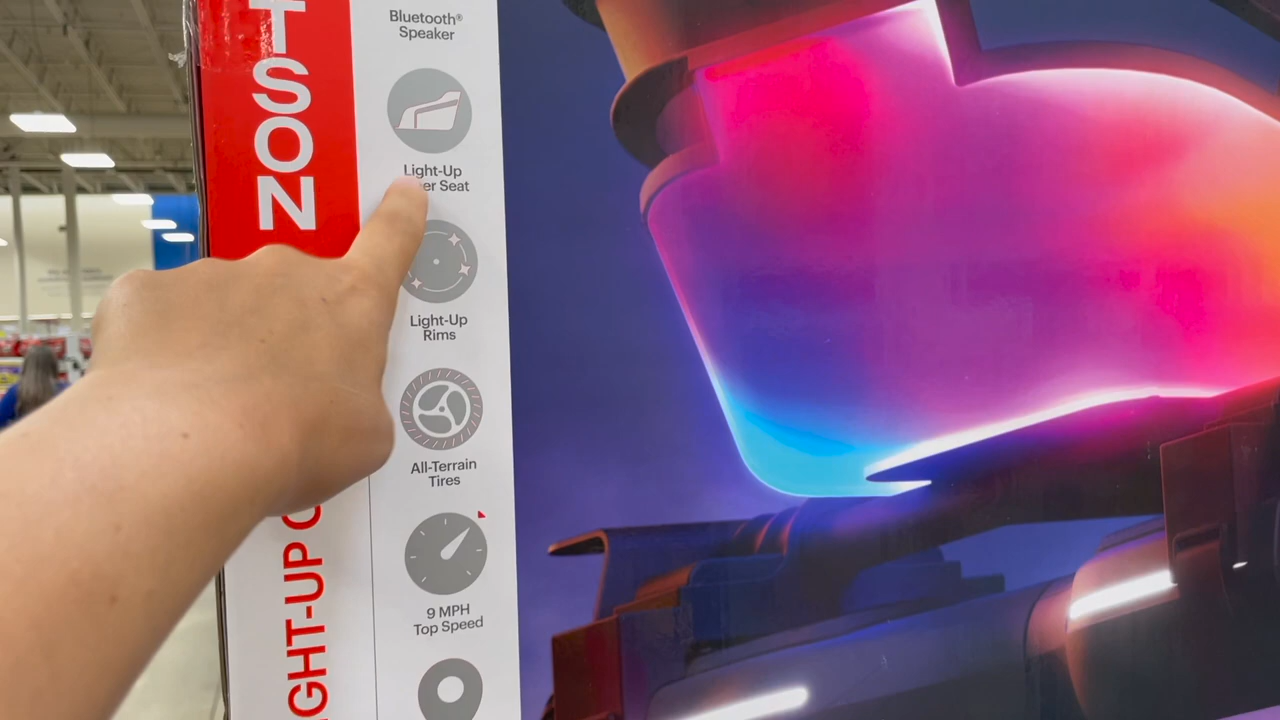 TSON
Bluetooth®
Speaker
Light-Up
Seat
Light-Up
Rims
All-Terrain
Tires
9 MPH
Top Speed
GHT-UP